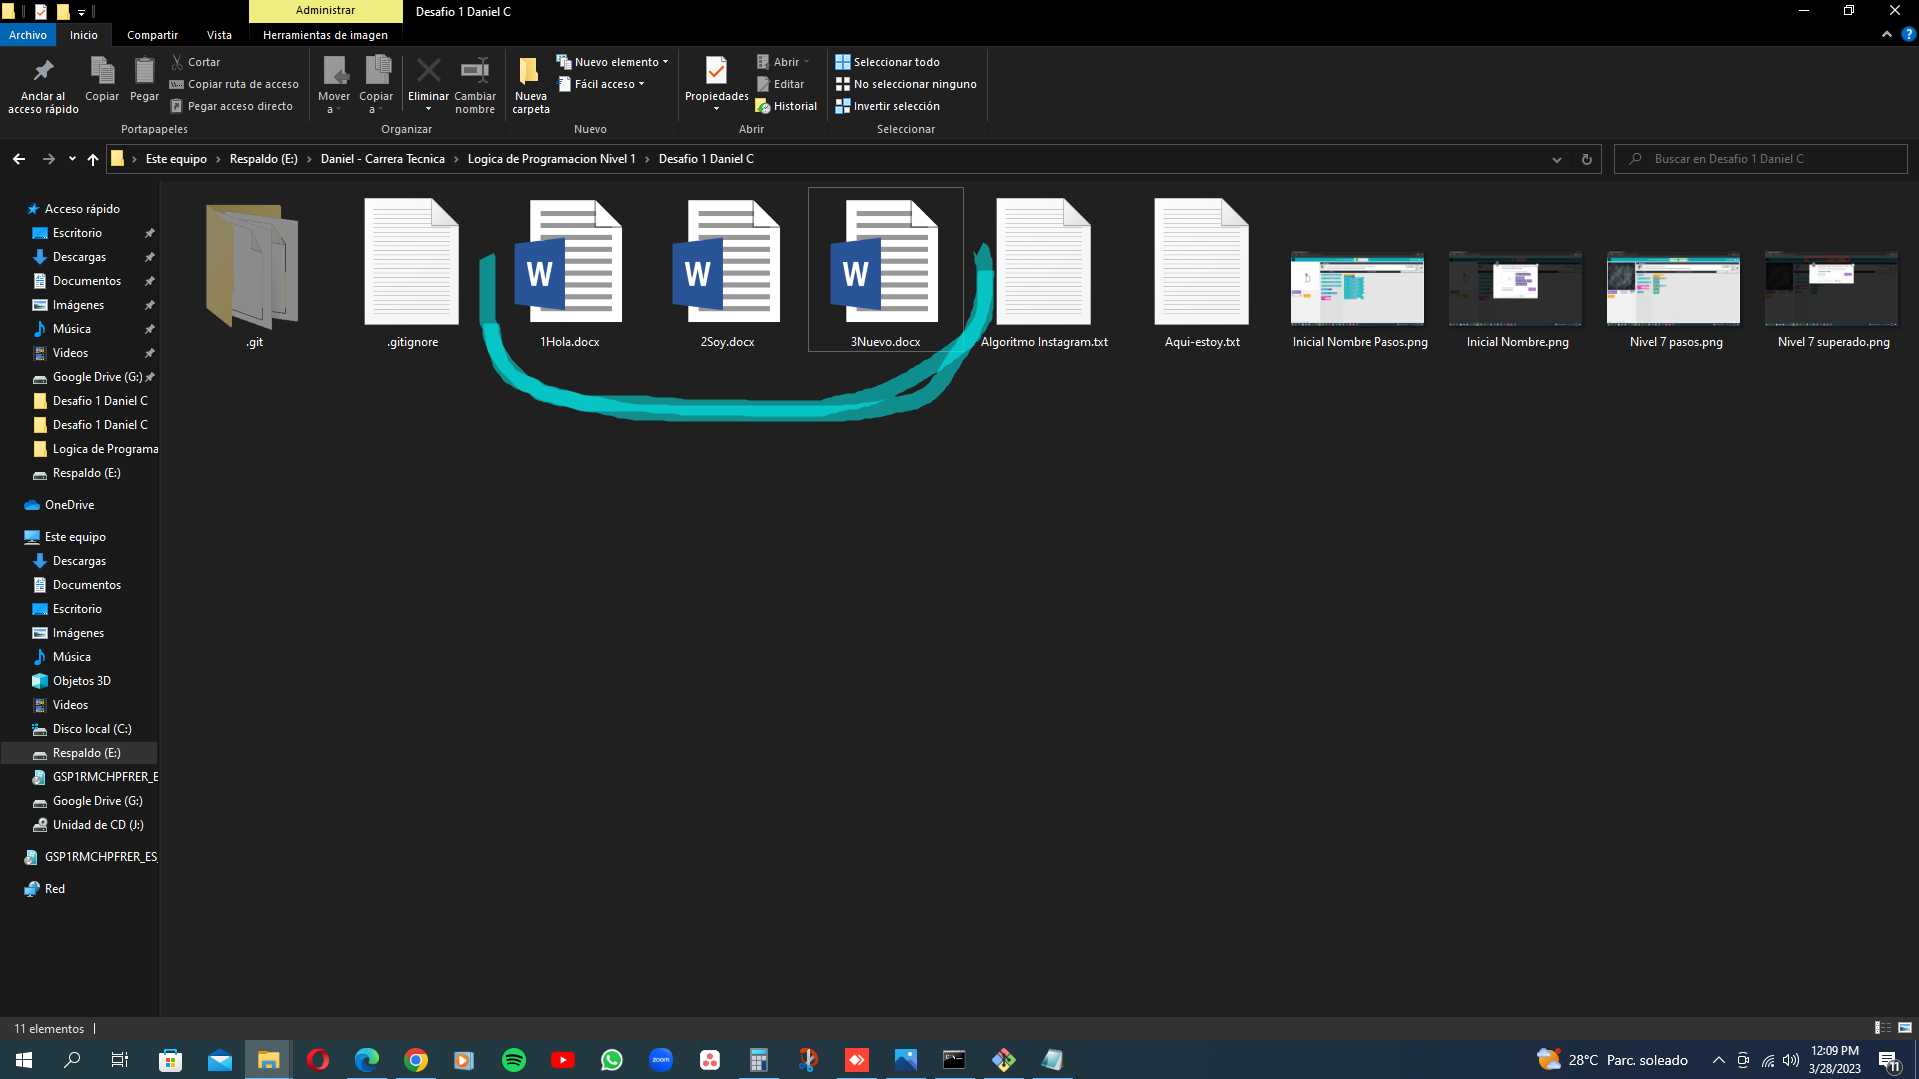 Administrar
Desafio 1 Daniel C
Archivo
Inicio
Compartir
Vista
Herramientas de imagen
Anclar al
acceso rápido
Copiar
Pegar
Cortar
Copiar ruta de acceso
Pegar acceso directo
Portapapeles
Mover
a
Copiar
a
Eliminar
Cambiar
nombre
Organizar
Nueva
carpeta
Nuevo elemento
Fácil acceso
Nuevo
Propiedades
Abrir
Editar
Historial
Abrir
Seleccionar todo
No seleccionar ninguno
Invertir selección
Seleccionar
Este equipo > Respaldo (E:) > Daniel - Carrera Tecnica > Logica de Programacion Nivel 1 > Desafio 1 Daniel C
Buscar en Desafio 1 Daniel C
Acceso rápido
Escritorio
Descargas
Documentos
Imágenes
Música
Videos
Google Drive (G:)
Desafio 1 Daniel C
Desafio 1 Daniel C
Logica de Programa
Respaldo (E:)
OneDrive
Este equipo
Descargas
Documentos
Escritorio
Imágenes
Música
Objetos 3D
Videos
Disco local (C:)
Respaldo (E:)
GSP1RMCHPFRER_E
Google Drive (G:)
Unidad de CD (J:)
GSP1RMCHPFRER_ES_
Red
.git
.gitignore
W
1Hola.docx
W
2Soy.docx
W
3Nuevo.docx
Algoritmo Instagram.txt
Aqui-estoy.txt
Inicial Nombre Pasos.png
Inicial Nombre.png
Nivel 7 pasos.png
Nivel 7 superado.png
11 elementos
zoom
28°C Parc. soleado
12:09 PM
3/28/2023
11